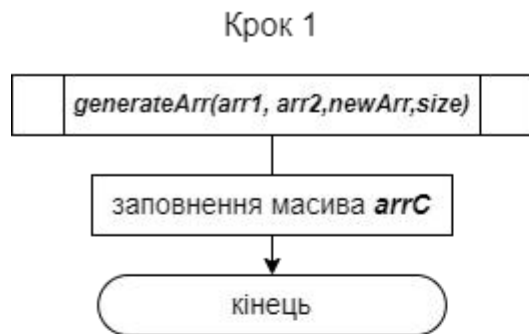 Крок 1
generateArr(arr1, arr2,newArr,size)
заповнення масива arrC
кінець